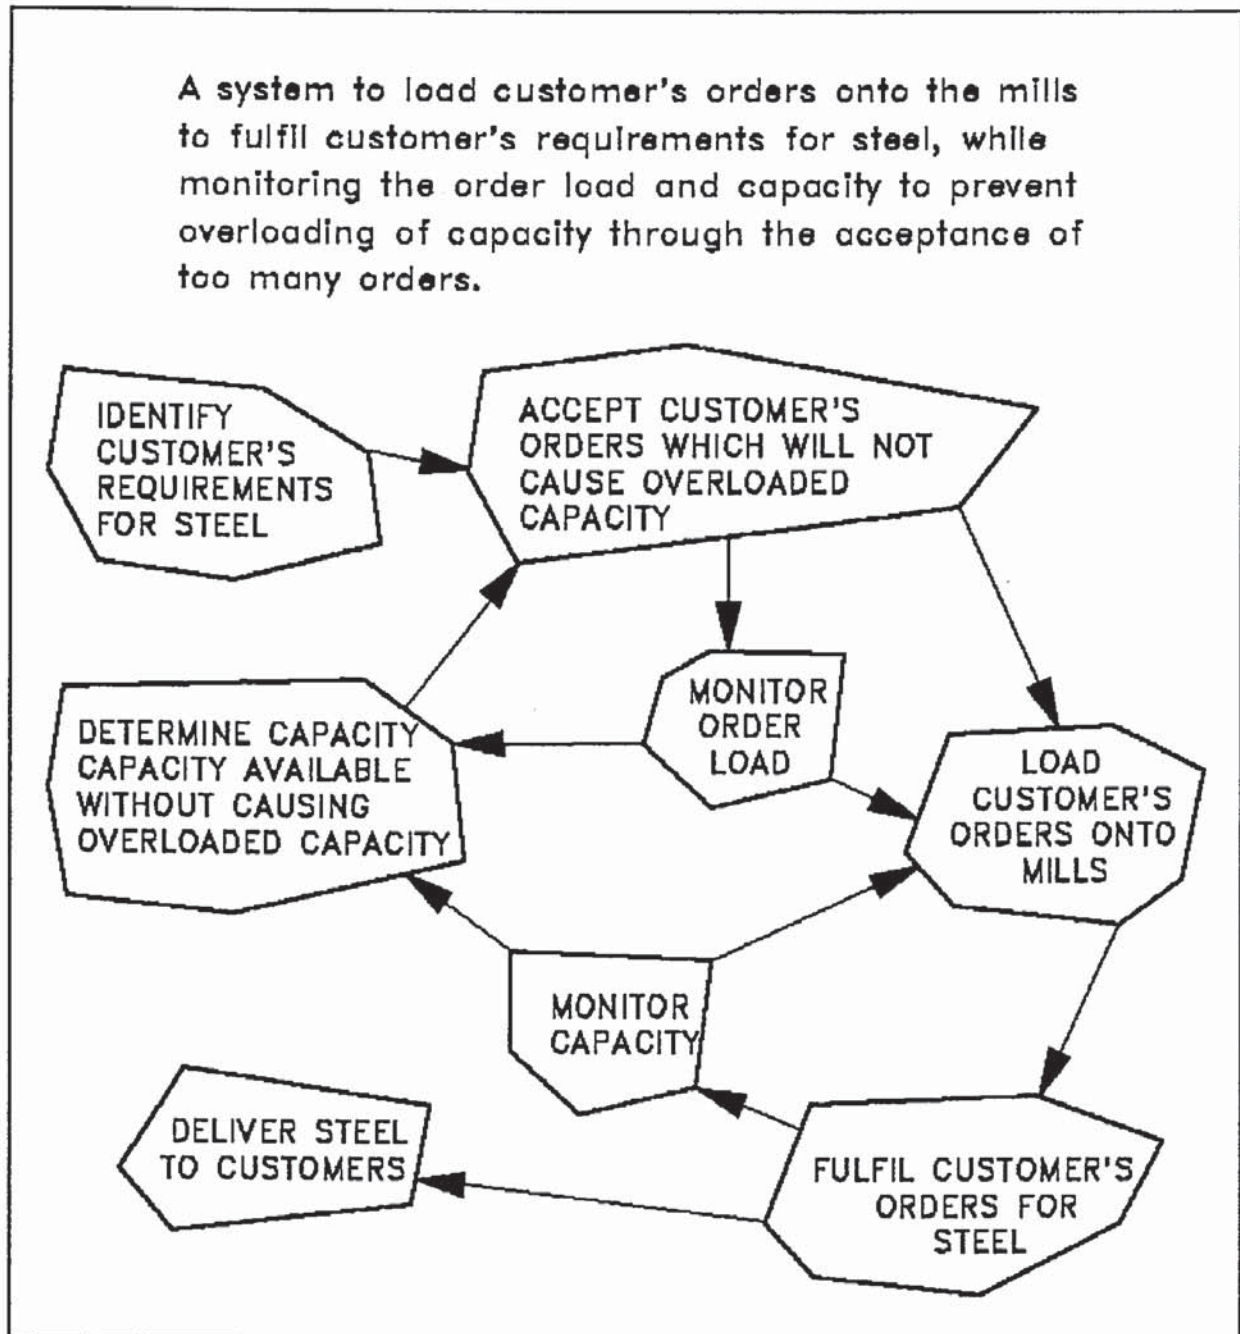 A system to load customer's orders onto the mills
to fulfil customer's requirements for steel, while
monitoring the order load and capacity to prevent
overloading of capacity through the acceptance of
too many orders.
IDENTIFY
CUSTOMER'S
REQUIREMENTS
FOR STEEL
ACCEPT CUSTOMER'S
ORDERS WHICH WILL NOT
CAUSE OVERLOADED
CAPACITY
MONITOR
ORDER
LOAD
DETERMINE CAPACITY
CAPACITY AVAILABLE
WITHOUT CAUSING
OVERLOADED CAPACITY
LOAD
CUSTOMER'S
ORDERS ONTO
MILLS
MONITOR
CAPACITY
DELIVER STEEL
TO CUSTOMERS
FULFIL CUSTOMER'S
ORDERS FOR
STEEL